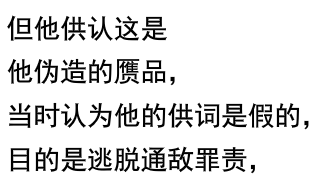 但他供认这是
他伪造的赝品，
当时认为他的供词是假的，
目的是逃脱通敌罪责，